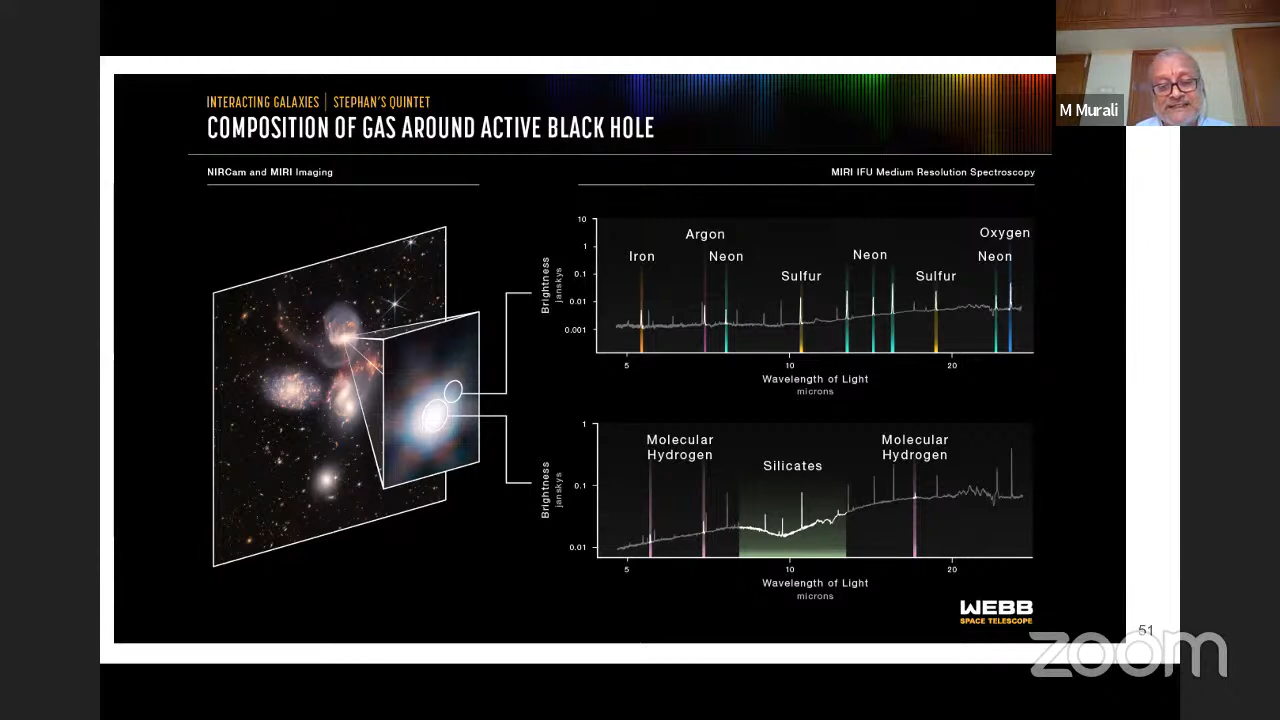 M Murali
INTERACTING GALAXIES | STEPHAN'S QUINTET
COMPOSITION OF GAS AROUND ACTIVE BLACK HOLE
NIRCam and MIRI Imaging
MIRI IFU Medium Resolution Spectroscopy
Brightness
janskys
10
1
0.1
0.01
0.001
Iron
Argon
Neon
Sulfur
Neon
Sulfur
Oxygen
Neon
5
10
20
Wavelength of Light
microns
Brightness
janskys
1
0.1
0.01
Molecular
Hydrogen
Silicates
Molecular
Hydrogen
5
10
20
Wavelength of Light
microns
WEBB
SPACE TELESCOPE
51
zoom